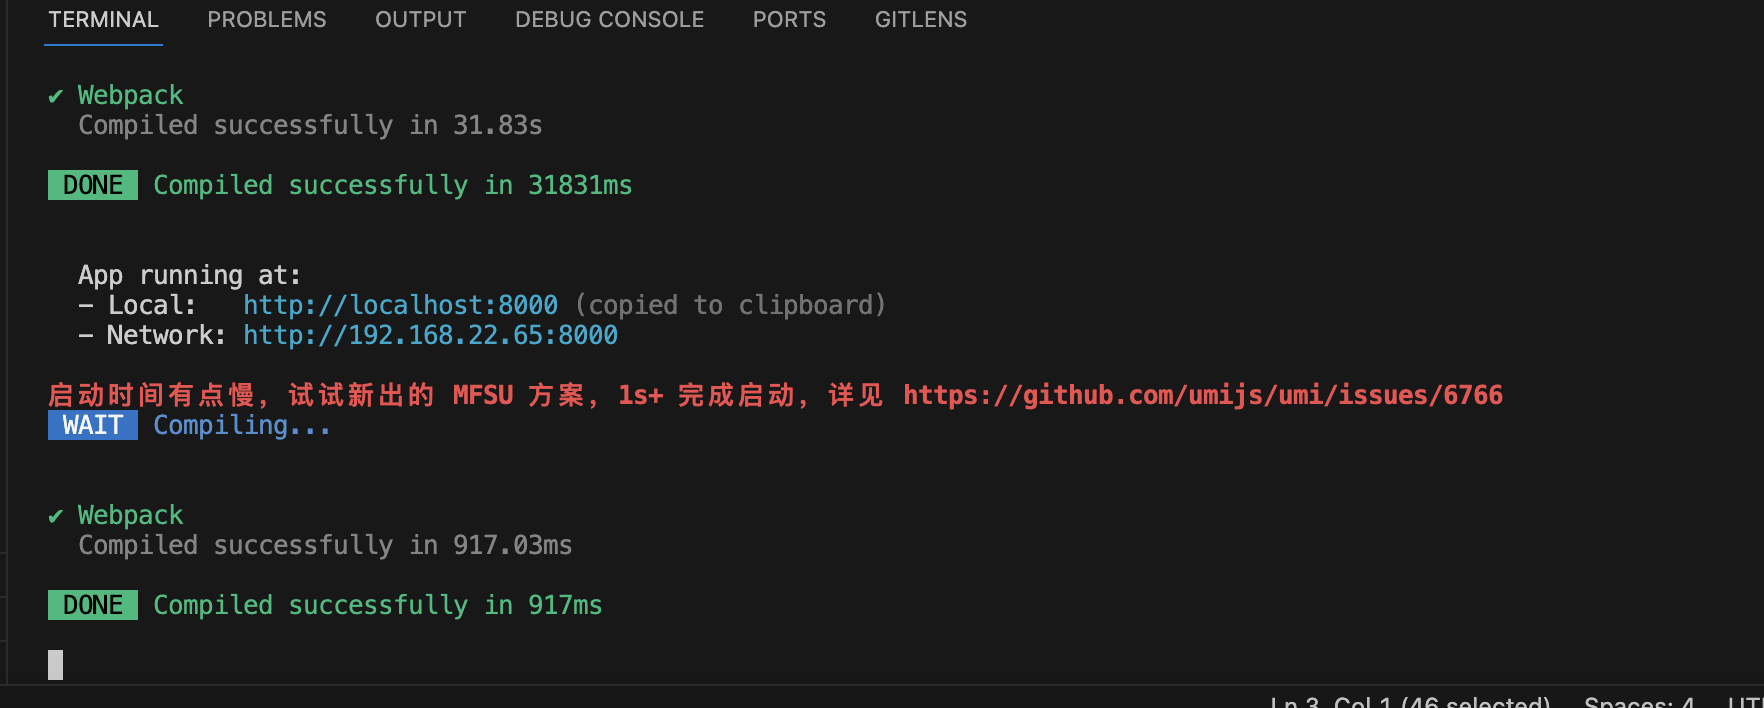 TERMINAL PROBLEMS OUTPUT DEBUG CONSOLE PORTS GITLENS
✔ Webpack
Compiled successfully in 31.83s
DONE Compiled successfully in 31831ms
App running at:
- Local: http://localhost:8000 (copied to clipboard)
- Network: http://192.168.22.65:8000
启动时间有点慢，试试新出的 MFSU 方案，1s+ 完成启动，详见 https://github.com/umijs/umi/issues/6766
WAIT Compiling...
✔ Webpack
Compiled successfully in 917.03ms
DONE Compiled successfully in 917ms
Ln 3, Col 1 (46 selected) Spaces: 4